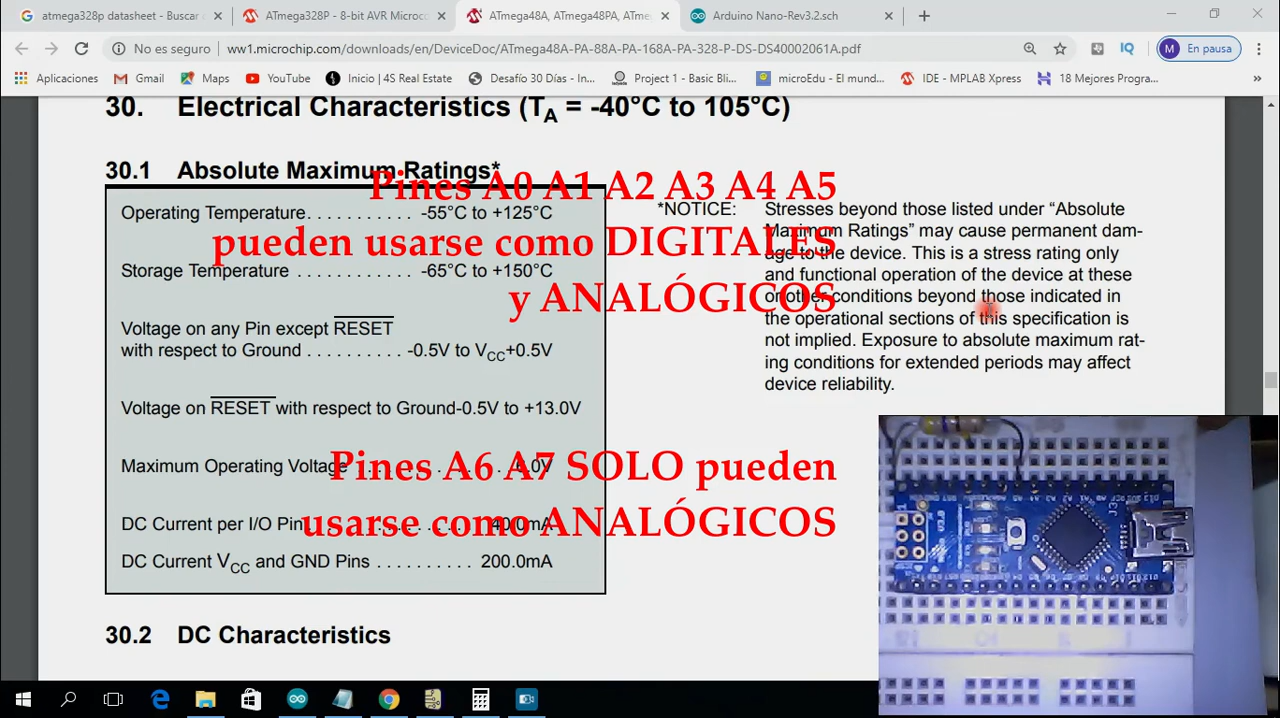 atmega328p datasheet - Buscar
ATmega328P - 8-bit AVR Microco
ATmega48A, ATmega48PA, ATme
Arduino Nano-Rev3.2.sch
No es seguro
ww1.microchip.com/downloads/en/DeviceDoc/ATmega48A-PA-88A-PA-168A-PA-328-P-DS-DS40002061A.pdf
IQ
M
En pausa
Aplicaciones
Gmail
Maps
YouTube
Inicio | 4S Real Estate
Desafío 30 Días - In...
Project 1 - Basic Bli...
microEdu - El mun...
IDE - MPLAB Xpress
18 Mejores Progra...
»
30. Electrical Characteristics (TA = -40°C to 105°C)
30.1 Absolute Maximum Ratings*
Pines A0 A1 A2 A3 A4 A5
pueden usarse como DIGITALES
y ANALÓGICOS
Operating Temperature. . . . . . . . . . . -55°C to +125°C
Storage Temperature . . . . . . . . . . . . -65°C to +150°C
Voltage on any Pin except RESET
with respect to Ground . . . . . . . . . . -0.5V to VCC+0.5V
Voltage on RESET with respect to Ground-0.5V to +13.0V
Maximum Operating Voltage
Pines A6 A7 SOLO pueden
usarse como ANALÓGICOS
DC Current per I/O Pin
DC Current VCC and GND Pins . . . . . . . . . . 200.0mA
*NOTICE: Stresses beyond those listed under “Absolute
Maximum Ratings” may cause permanent dam-
age to the device. This is a stress rating only
and functional operation of the device at these
or other conditions beyond those indicated in
the operational sections of this specification is
not implied. Exposure to absolute maximum rat-
ing conditions for extended periods may affect
device reliability.
30.2 DC Characteristics